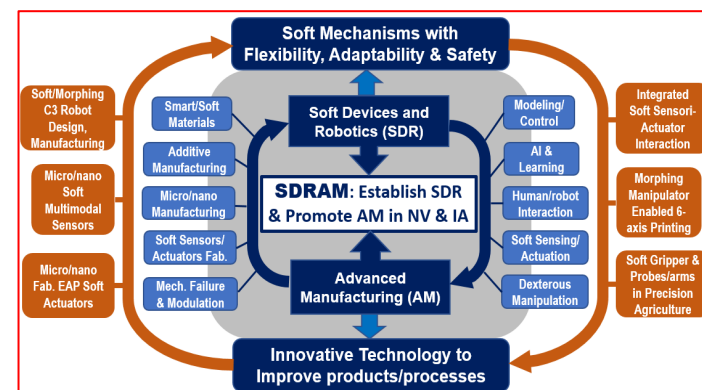 Soft Mechanisms with
Flexibility, Adaptability & Safety
Soft/Morphing
C3 Robot
Design,
Manufacturing
Micro/nano
Soft
Multimodal
Sensors
Micro/nano
Fab. EAP Soft
Actuators
Smart/Soft
Materials
Additive
Manufacturing
Micro/nano
Manufacturing
Soft Sensors/
Actuators Fab.
Mech. Failure
& Modulation
Soft Devices and
Robotics (SDR)
SDRAM: Establish SDR
& Promote AM in NV & IA
Advanced
Manufacturing (AM)
Modeling/
Control
AI &
Learning
Human/robot
Interaction
Soft Sensing/
Actuation
Dexterous
Manipulation
Integrated
Soft Sensori-
Actuator
Interaction
Morphing
Manipulator
Enabled 6-
axis Printing
Soft Gripper &
Probes/arms
in Precision
Agriculture
Innovative Technology to
Improve products/processes